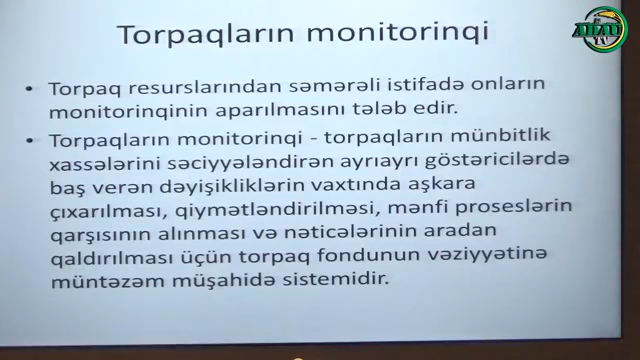 Torpaqların monitorinqi
• Torpaq resurslarından səmərəli istifadə onların
monitorinqinin aparılmasını tələb edir.
• Torpaqların monitorinqi - torpaqların münbitlik
xassələrini səciyyələndirən ayrıayrı göstəricilərdə
baş verən dəyişikliklərin vaxtında aşkara
çıxarılması, qiymətləndirilməsi, mənfi proseslərin
qarşısının alınması və nəticələrinin aradan
qaldırılması üçün torpaq fondunun vəziyyətinə
müntəzəm müşahidə sistemidir.
ADAU
TV